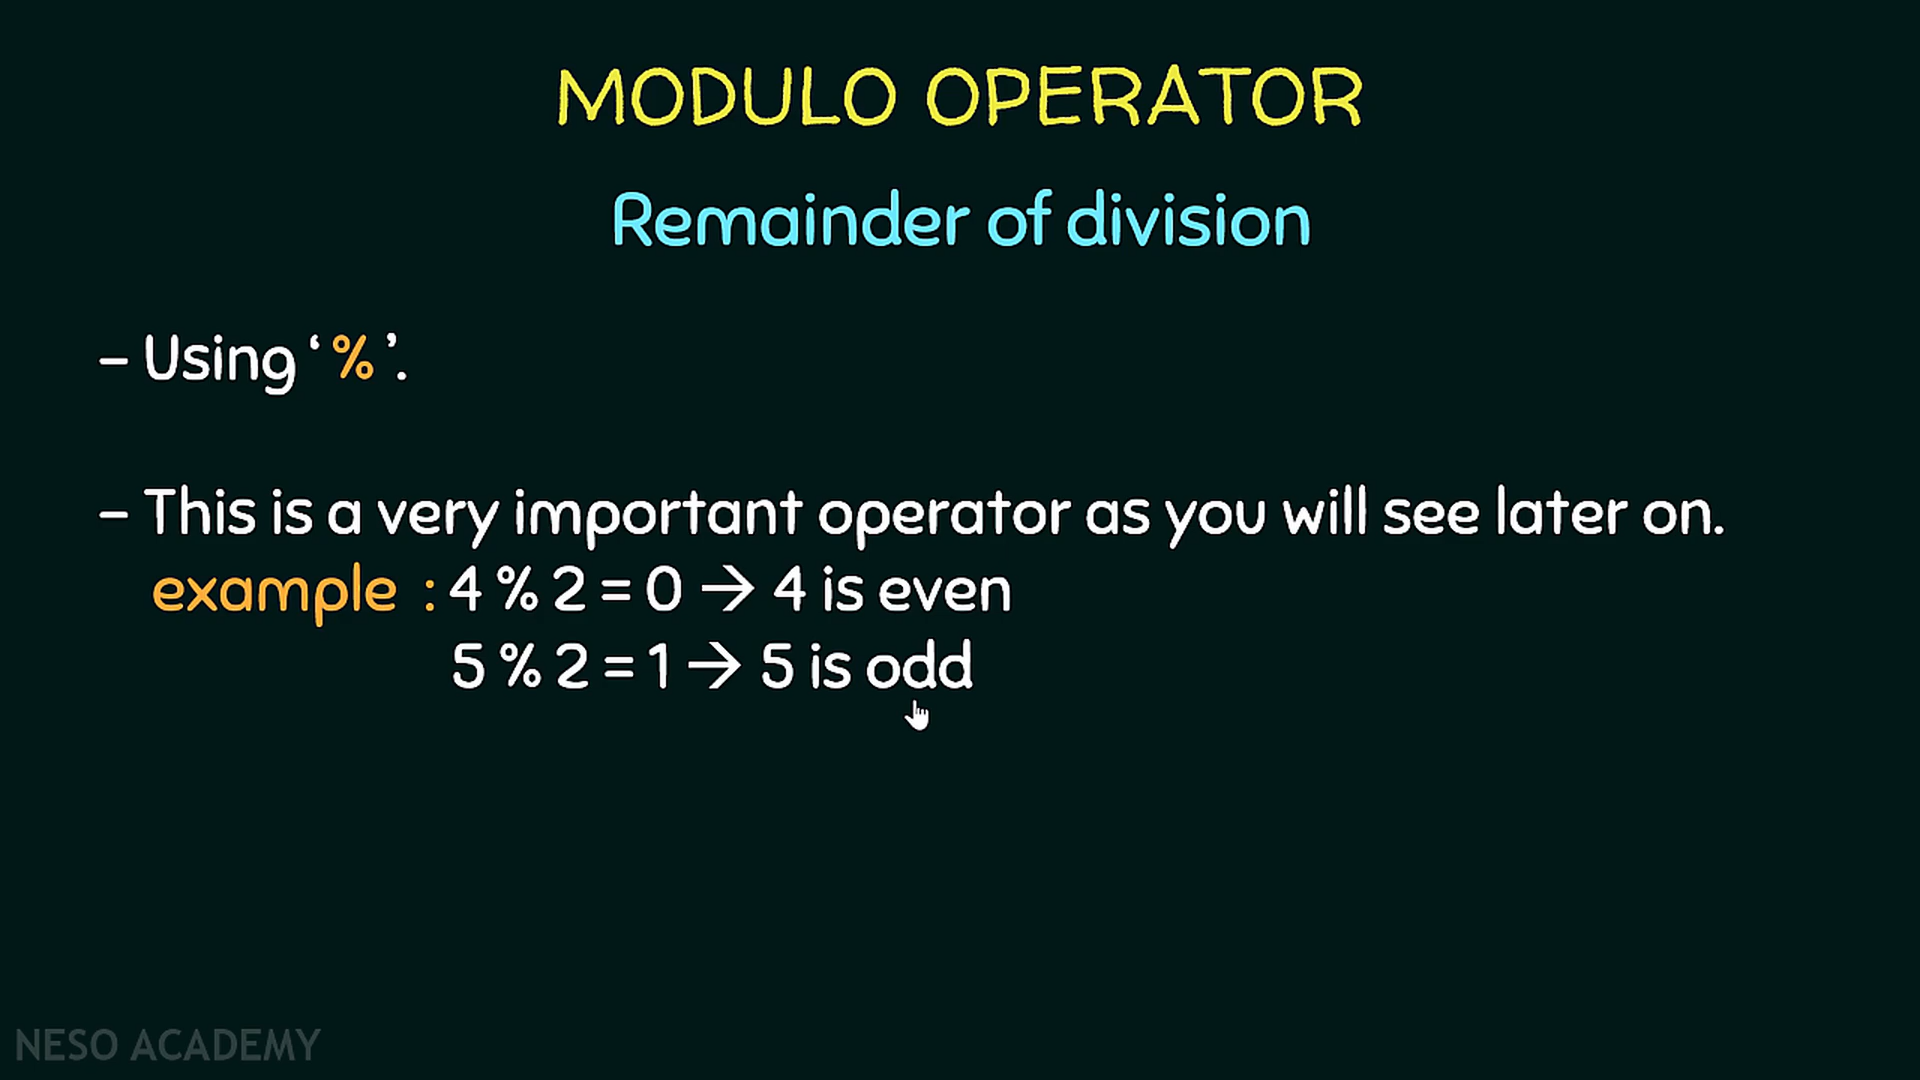 MODULO OPERATOR
Remainder of division
– Using ‘%’.
– This is a very important operator as you will see later on.
example : 4 % 2 = 0 → 4 is even
5 % 2 = 1 → 5 is odd
NESO ACADEMY